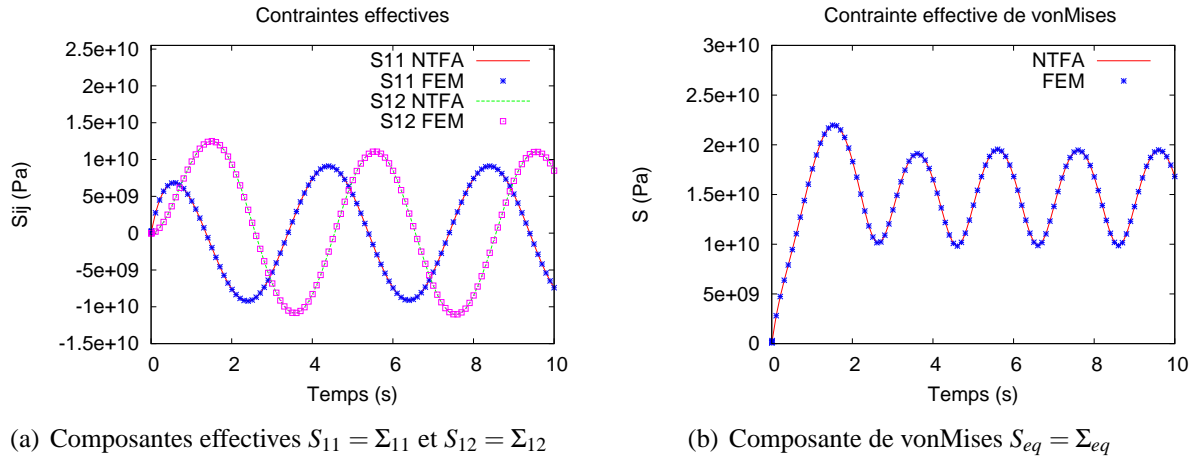 Contraintes effectives
2.5e+10
2e+10
1.5e+10
1e+10
5e+09
0
-5e+09
-1e+10
-1.5e+10
Sij (Pa)
S11 NTFA
S11 FEM
S12 NTFA
S12 FEM
0 2 4 6 8 10
Temps (s)
(a) Composantes effectives S₁₁ = Σ₁₁ et S₁₂ = Σ₁₂
Contrainte effective de vonMises
3e+10
2.5e+10
2e+10
1.5e+10
1e+10
5e+09
0
S (Pa)
NTFA
FEM
0 2 4 6 8 10
Temps (s)
(b) Composante de vonMises S_eq = Σ_eq